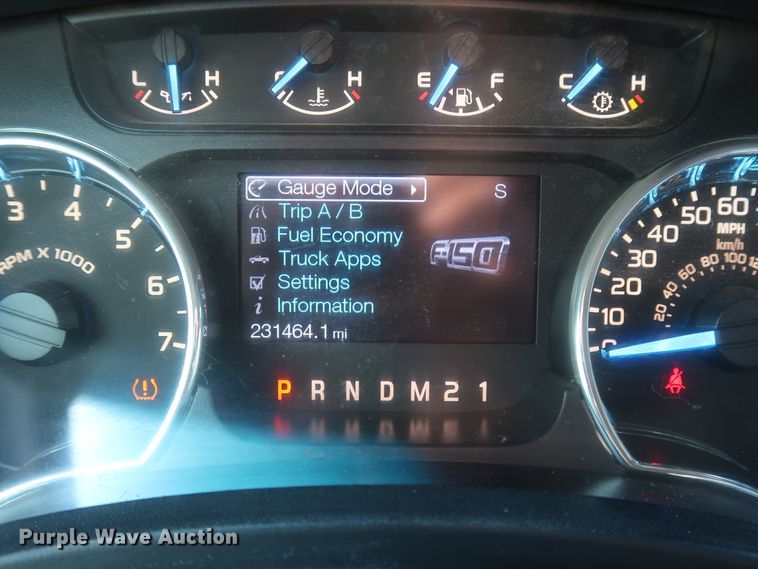 L H C H E F C H
Gauge Mode S
Trip A / B
Fuel Economy
F-150
Truck Apps
Settings
Information
231464.1 mi
P R N D M 2 1
3 4 5 6 7
RPM X 1000
0 10 20 30 40 50 60
MPH
km/h
20 40 60 80 100
Purple Wave Auction